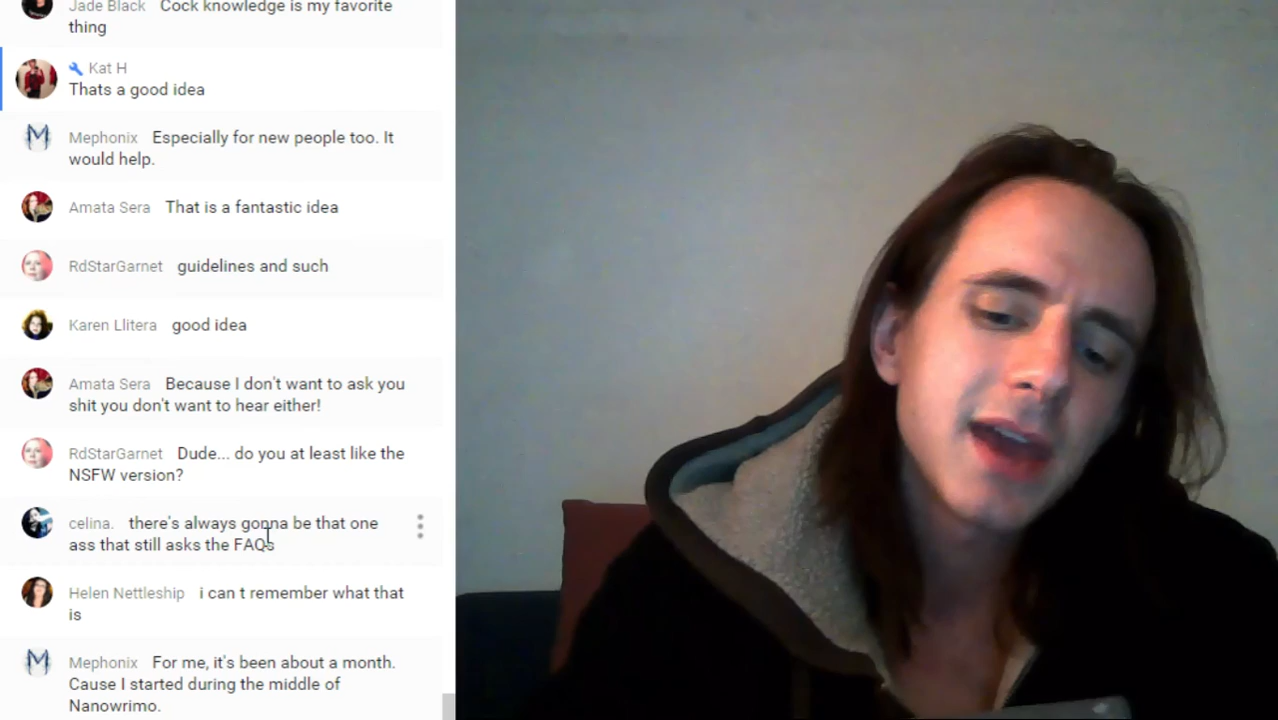 Jade Black Cock knowledge is my favorite
thing
Kat H
Thats a good idea
Mephonix Especially for new people too. It
would help.
Amata Sera That is a fantastic idea
RdStarGarnet guidelines and such
Karen Llitera good idea
Amata Sera Because I don't want to ask you
shit you don't want to hear either!
RdStarGarnet Dude... do you at least like the
NSFW version?
celina. there's always gonna be that one
ass that still asks the FAQs
Helen Nettleship i can t remember what that
is
Mephonix For me, it's been about a month.
Cause I started during the middle of
Nanowrimo.